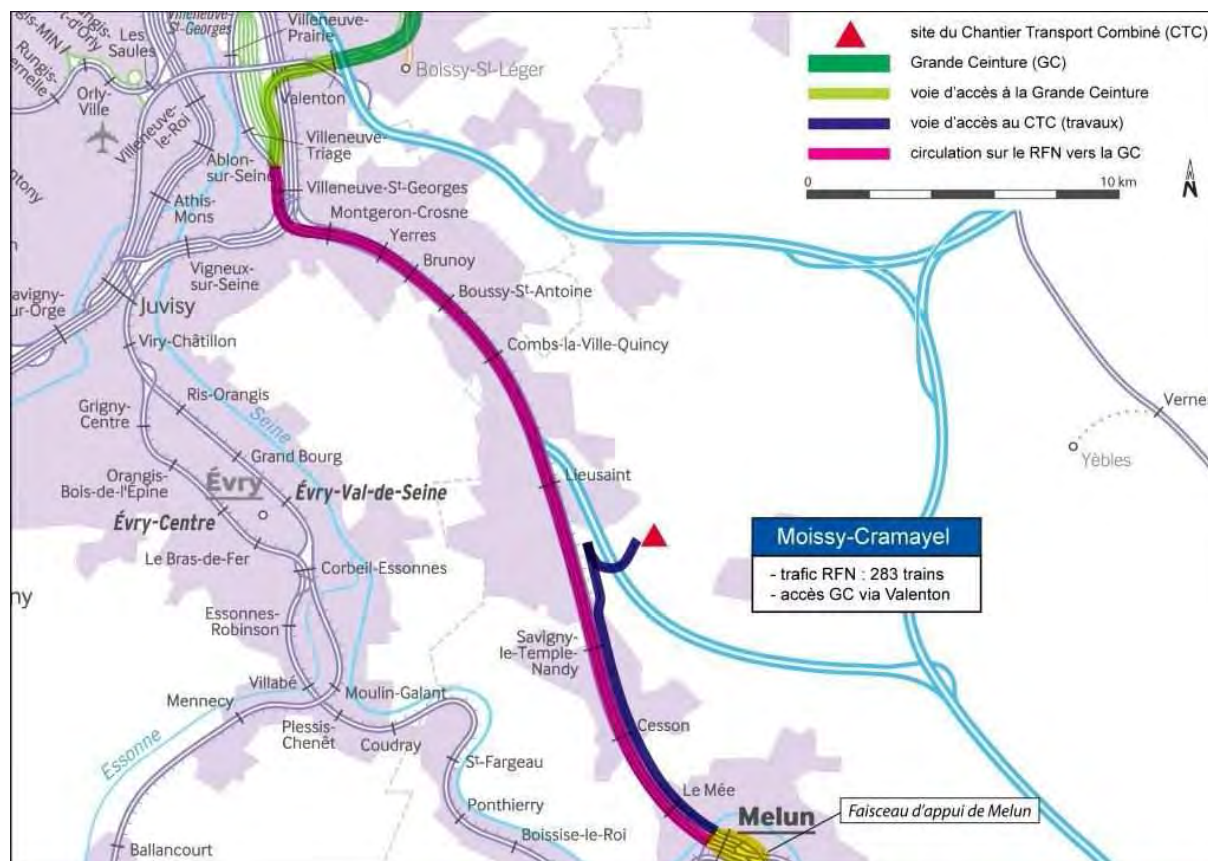 Villeneuve-
St-Georges
Villeneuve-
Prairie
Les
Saules
Orly-
Ville
Villeneuve-
le-Roi
Boissy-St-Léger
Valenton
Villeneuve-
Triage
Ablon-
sur-Seine
Villeneuve-St-Georges
Athis-
Mons
Montgeron-Crosne
Yerres
Brunoy
Vigneux-
sur-Seine
Boussy-St-Antoine
Juvisy
Viry-Châtillon
Combs-la-Ville-Quincy
Ris-Orangis
Grigny-
Centre
Seine
Grand Bourg
Lieusaint
Orangis-
Bois-de-l'Epine
Évry
Évry-Val-de-Seine
Évry-Centre
Le Bras-de-Fer
Corbeil-Essonnes
Essonnes-
Robinson
Savigny-
le-Temple-
Nandy
Villabé
Moulin-Galant
Mennecy
Plessis-
Chenêt
Coudray
Cesson
Essonne
St-Fargeau
Ponthierry
Le Mée
Melun
Faisceau d'appui de Melun
Boissise-le-Roi
Ballancourt
Yèbles
site du Chantier Transport Combiné (CTC)
Grande Ceinture (GC)
voie d'accès à la Grande Ceinture
voie d'accès au CTC (travaux)
circulation sur le RFN vers la GC
0 10 km
N
Moissy-Cramayel
- trafic RFN : 283 trains
- accès GC via Valenton